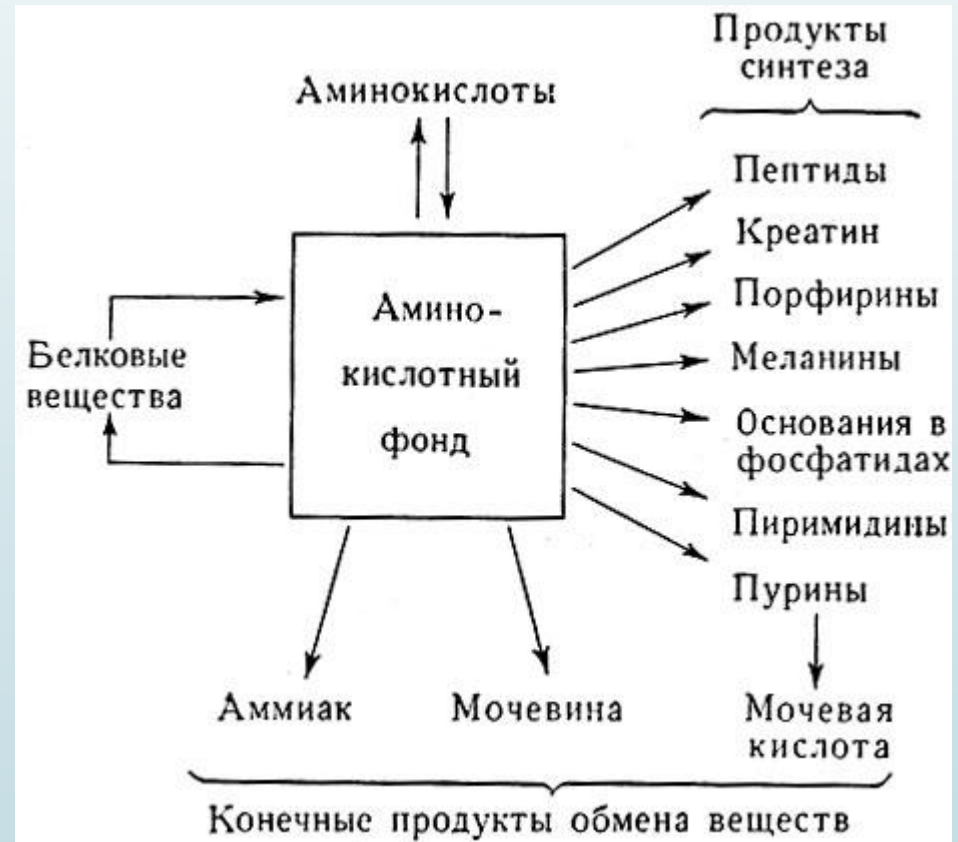 Продукты
синтеза
Аминокислоты
Пептиды
Креатин
Порфирины
Меланины
Основания в
фосфатидах
Пиримидины
Пурины
Белковые
вещества
Амино-
кислотный
фонд
Аммиак
Мочевина
Мочевая
кислота
Конечные продукты обмена веществ